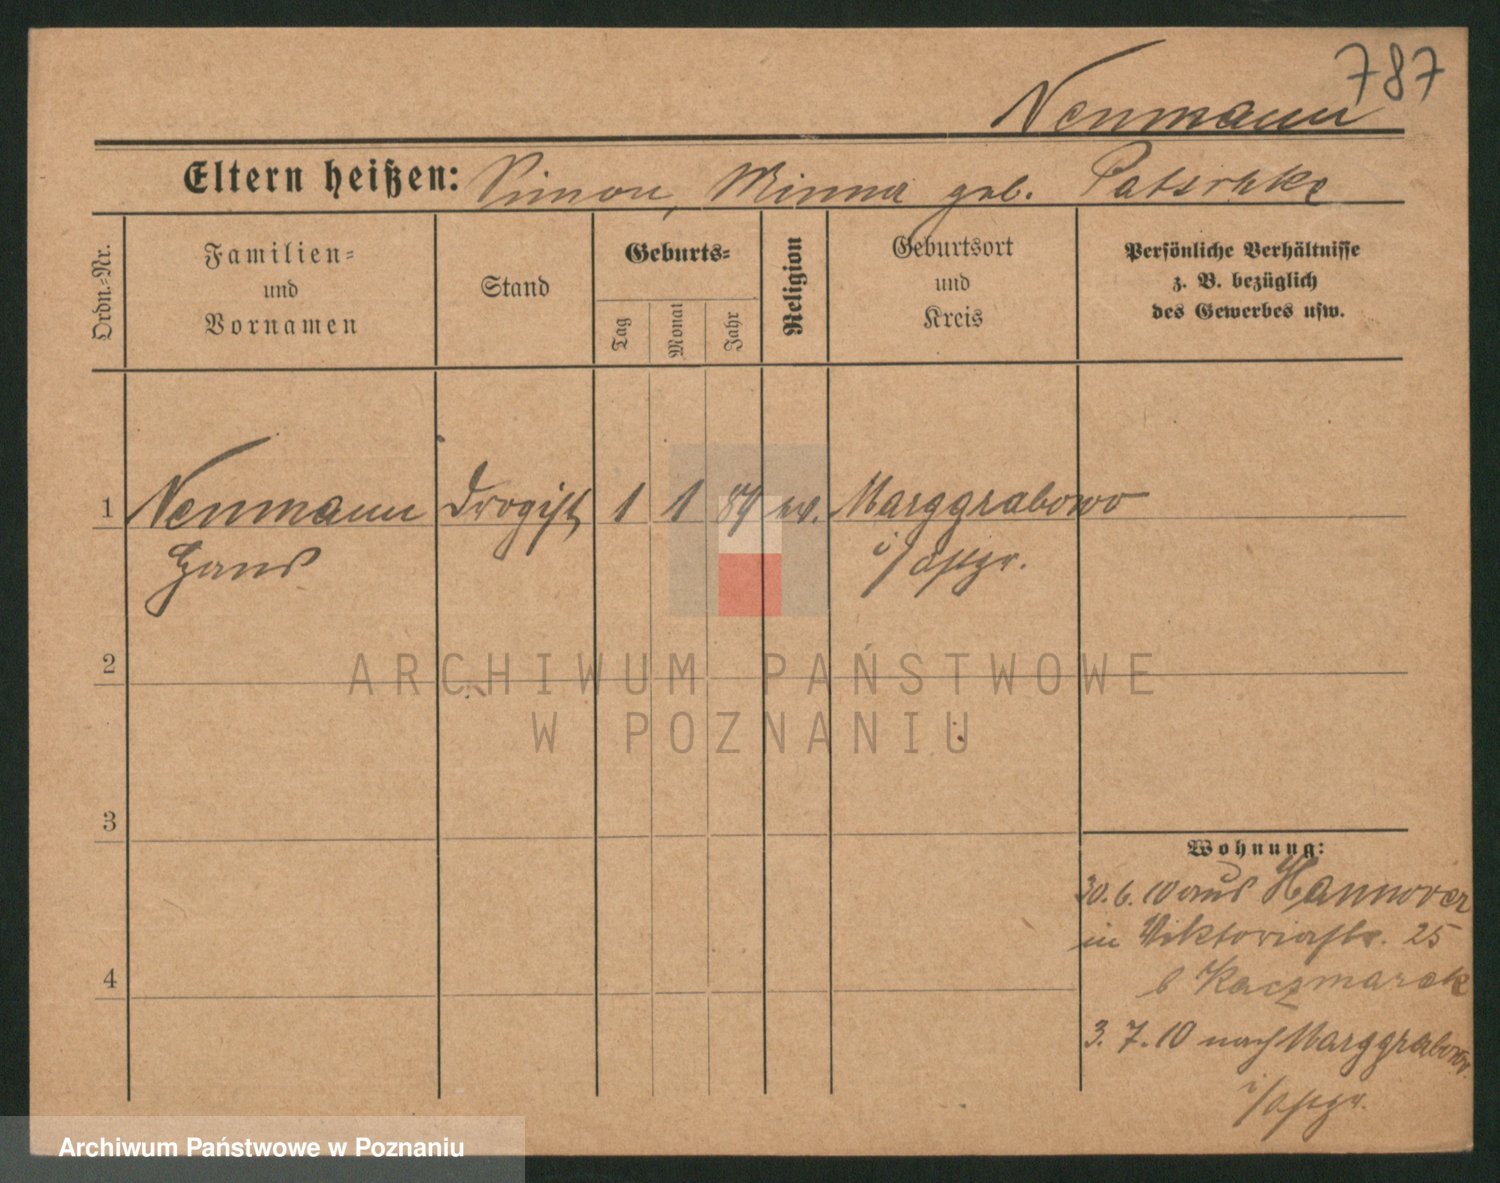 787
Neumann
Eltern heißen: Simon, Minna geb. Patschke
Ordn.-Nr.
Familien-
und
Vornamen
Stand
Geburts-
Tag
Monat
Jahr
Religion
Geburtsort
und
Kreis
Persönliche Verhältnisse
z. B. bezüglich
des Gewerbes usw.
1 Neumann Drogist 1 1 84 ev. Marggrabowo
Hans i/Ostpr.
2
ARCHIWUM PAŃSTWOWE
W POZNANIU
3
Wohnung:
30.6.10 aus Hannover
in Viktoriastr. 25
b Kaczmarek
4
3.7.10 nach Marggrabowo
i/Ostpr.
Archiwum Państwowe w Poznaniu